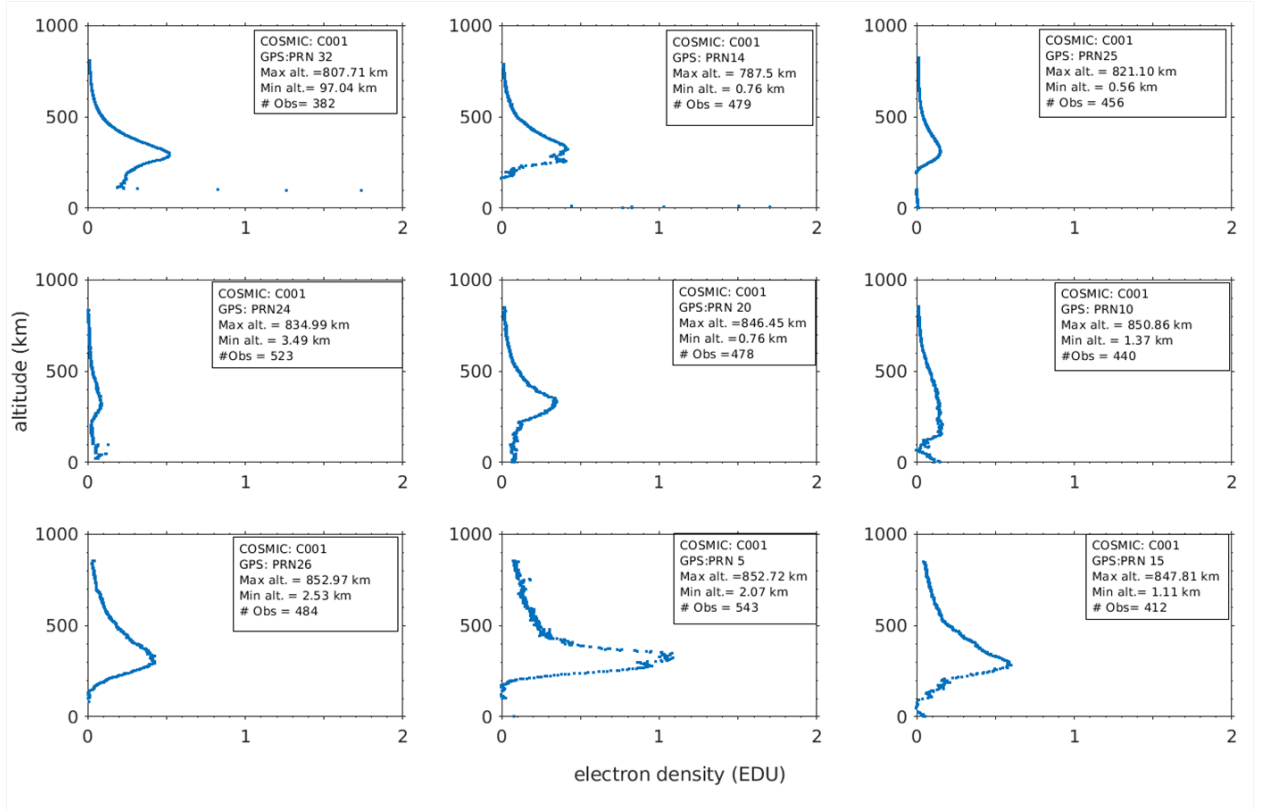 1000
500
0
0
1
2
COSMIC: C001
GPS:PRN 32
Max alt. =807.71 km
Min alt.= 97.04 km
# Obs= 382
1000
500
0
0
1
2
COSMIC: C001
GPS: PRN14
Max alt. = 787.5 km
Min alt. = 0.76 km
# Obs = 479
1000
500
0
0
1
2
COSMIC: C001
GPS: PRN25
Max alt. = 821.10 km
Min alt. = 0.56 km
# Obs = 456
altitude (km)
1000
500
0
0
1
2
COSMIC: C001
GPS: PRN24
Max alt. = 834.99 km
Min alt. = 3.49 km
#Obs = 523
1000
500
0
0
1
2
COSMIC: C001
GPS:PRN 20
Max alt. =846.45 km
Min alt. =0.76 km
# Obs =478
1000
500
0
0
1
2
COSMIC: C001
GPS: PRN10
Max alt. = 850.86 km
Min alt. = 1.37 km
#Obs = 440
1000
500
0
0
1
2
COSMIC: C001
GPS: PRN26
Max alt. = 852.97 km
Min alt. = 2.53 km
# Obs = 484
1000
500
0
0
1
2
COSMIC: C001
GPS:PRN 5
Max alt. =852.72 km
Min alt.= 2.07 km
# Obs = 543
1000
500
0
0
1
2
COSMIC: C001
GPS:PRN 15
Max alt. =847.81 km
Min alt.= 1.11 km
# Obs= 412
electron density (EDU)